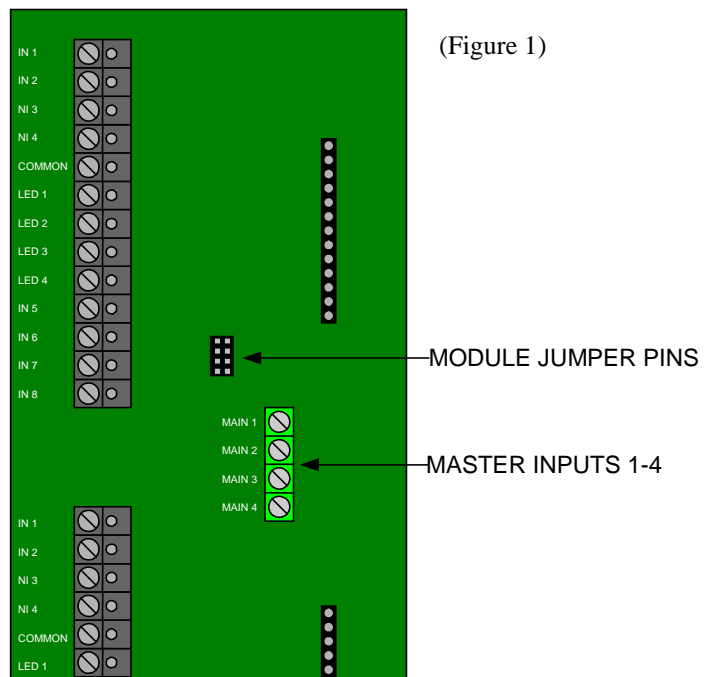 (Figure 1)
IN 1
IN 2
NI 3
NI 4
COMMON
LED 1
LED 2
LED 3
LED 4
IN 5
IN 6
IN 7
IN 8
MODULE JUMPER PINS
MAIN 1
MAIN 2
MAIN 3
MAIN 4
MASTER INPUTS 1-4
IN 1
IN 2
NI 3
NI 4
COMMON
LED 1